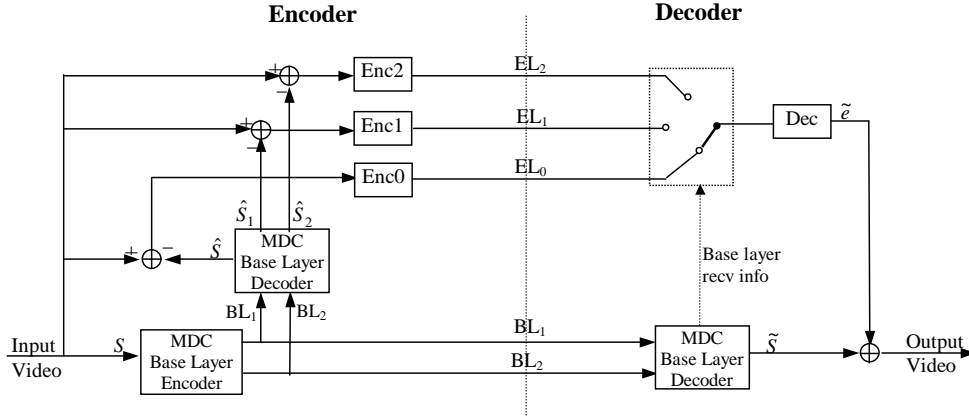 Encoder
Decoder
Enc2
EL₂
Enc1
EL₁
Dec
ẽ
Enc0
EL₀
Ŝ₁
Ŝ₂
Ŝ
MDC
Base Layer
Decoder
Base layer
recv info
BL₁
BL₂
Input
Video
S
MDC
Base Layer
Encoder
BL₁
BL₂
MDC
Base Layer
Decoder
S̃
Output
Video